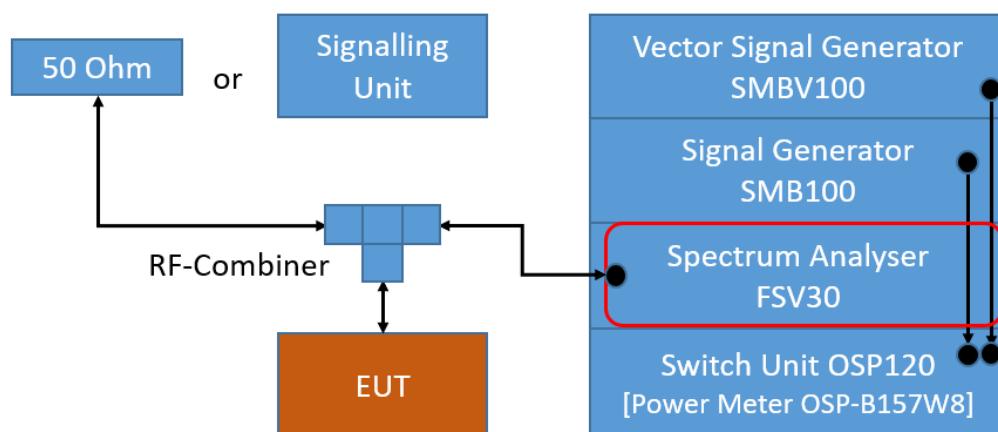 50 Ohm
or
Signalling
Unit
Vector Signal Generator
SMBV100
Signal Generator
SMB100
RF-Combiner
Spectrum Analyser
FSV30
EUT
Switch Unit OSP120
[Power Meter OSP-B157W8]